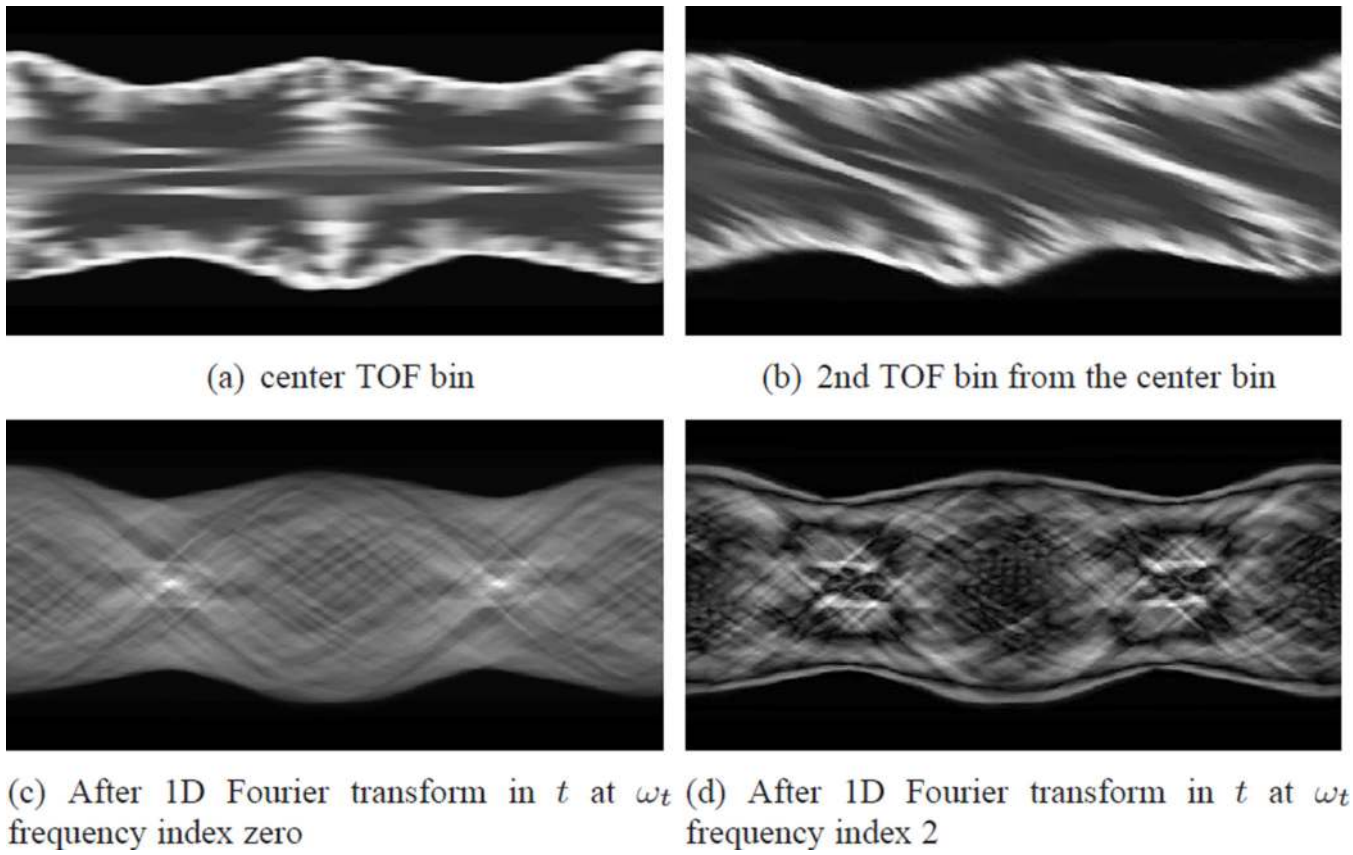 (a) center TOF bin
(b) 2nd TOF bin from the center bin
(c) After 1D Fourier transform in t at ωt
frequency index zero
(d) After 1D Fourier transform in t at ωt
frequency index 2